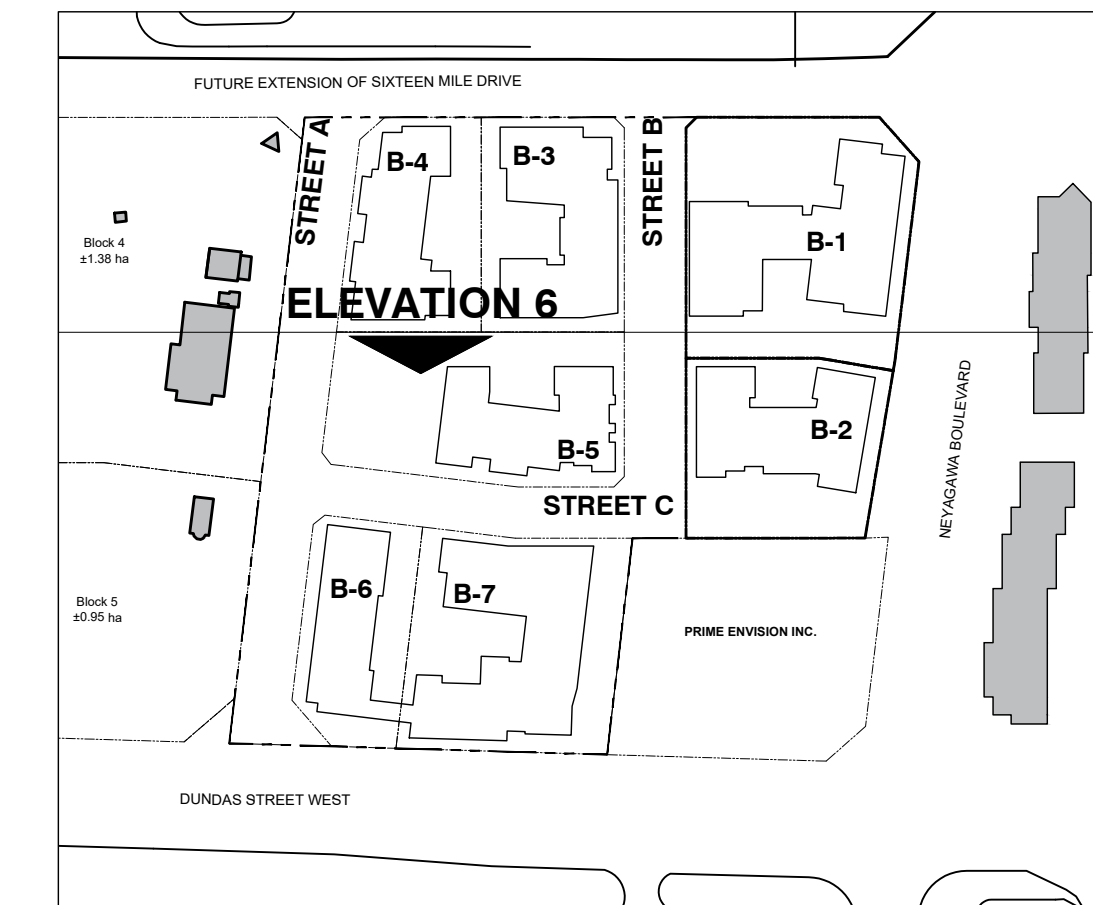 FUTURE EXTENSION OF SIXTEEN MILE DRIVE
STREET A
B-4
B-3
STREET B
B-1
Block 4
±1.38 ha
ELEVATION 6
B-5
B-2
NEYAGAWA BOULEVARD
STREET C
B-6
B-7
Block 5
±0.95 ha
PRIME ENVISION INC.
DUNDAS STREET WEST